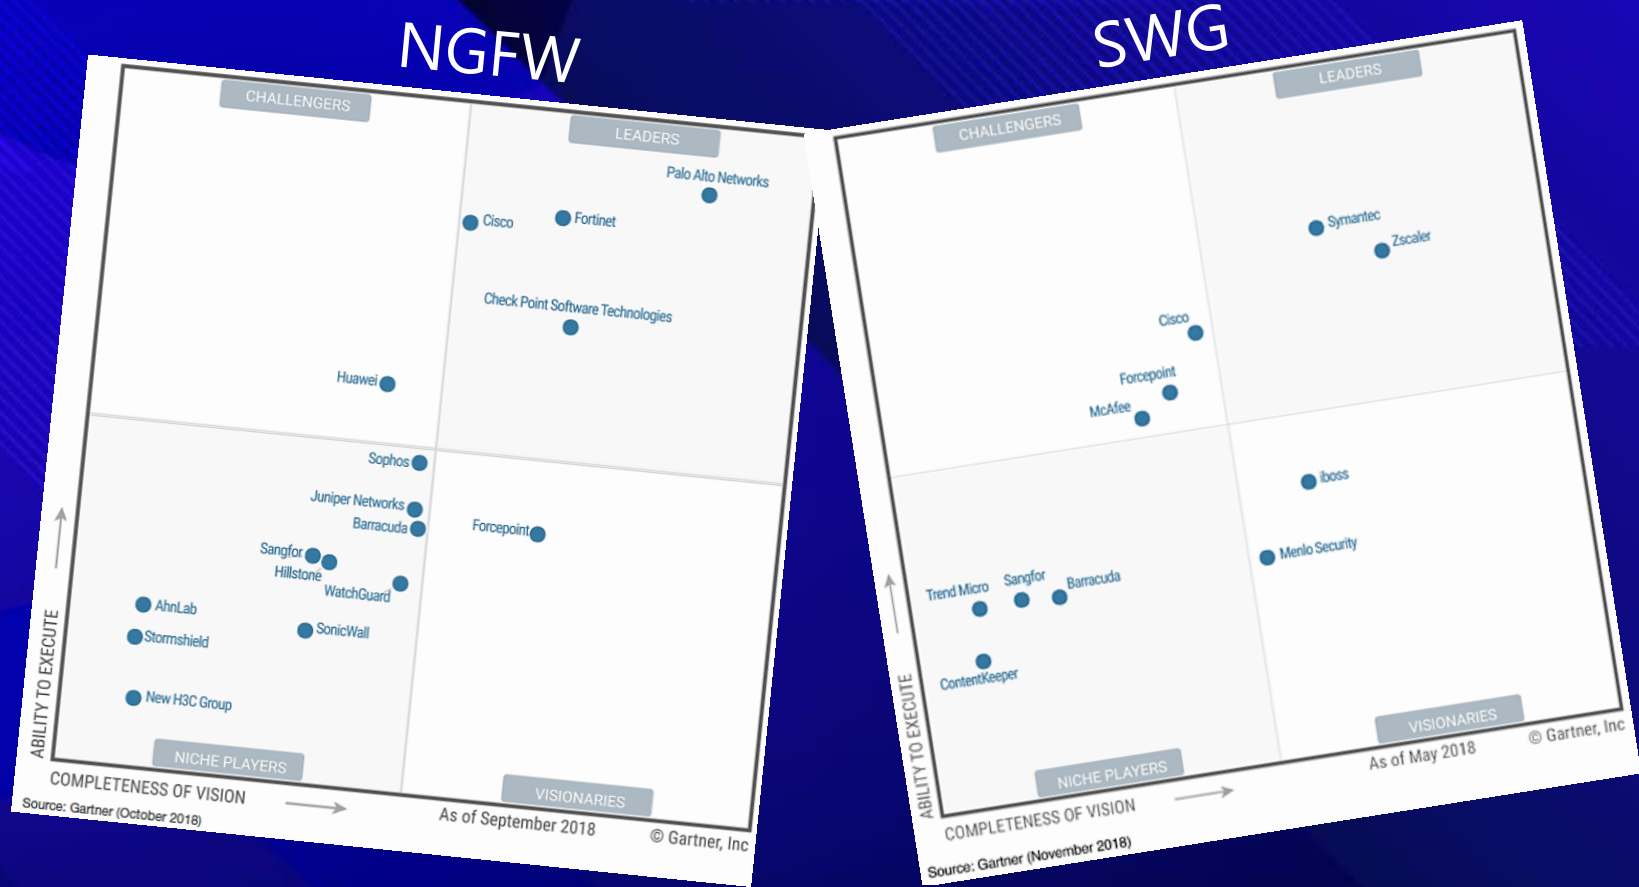 NGFW
CHALLENGERS
LEADERS
Palo Alto Networks
Cisco
Fortinet
Check Point Software Technologies
Huawei
Sophos
Juniper Networks
Barracuda
Forcepoint
Sangfor
Hillstone
WatchGuard
AhnLab
SonicWall
Stormshield
New H3C Group
NICHE PLAYERS
VISIONARIES
ABILITY TO EXECUTE
COMPLETENESS OF VISION
As of September 2018
© Gartner, Inc
Source: Gartner (October 2018)
SWG
CHALLENGERS
LEADERS
Symantec
Zscaler
Cisco
Forcepoint
McAfee
iboss
Menlo Security
Trend Micro
Sangfor
Barracuda
ContentKeeper
NICHE PLAYERS
VISIONARIES
ABILITY TO EXECUTE
COMPLETENESS OF VISION
As of May 2018
© Gartner, Inc
Source: Gartner (November 2018)